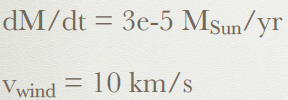 dM/dt = 3e-5 MSun/yr
vwind = 10 km/s